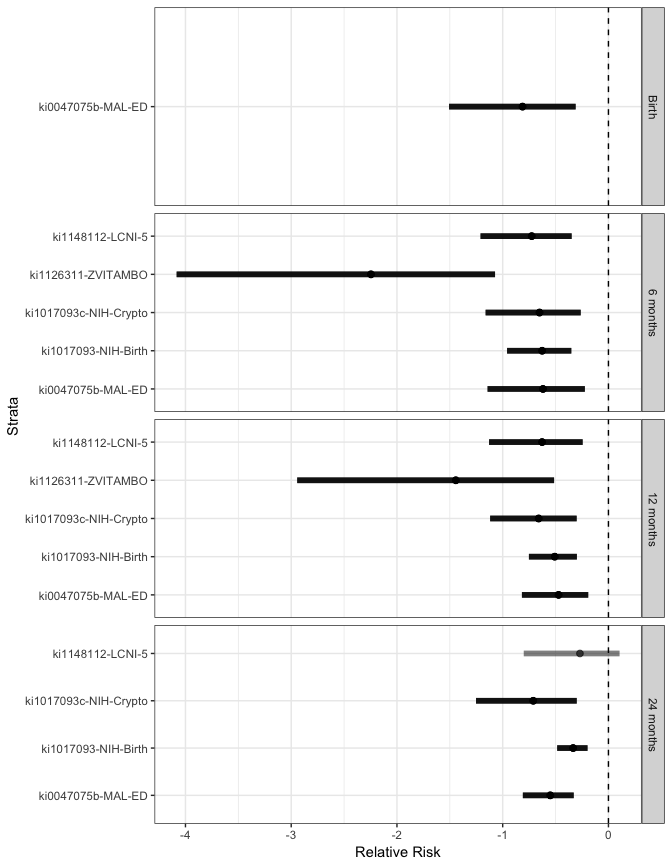 Strata
Birth
ki0047075b-MAL-ED
6 months
ki1148112-LCNI-5
ki1126311-ZVITAMBO
ki1017093c-NIH-Crypto
ki1017093-NIH-Birth
ki0047075b-MAL-ED
12 months
ki1148112-LCNI-5
ki1126311-ZVITAMBO
ki1017093c-NIH-Crypto
ki1017093-NIH-Birth
ki0047075b-MAL-ED
24 months
ki1148112-LCNI-5
ki1017093c-NIH-Crypto
ki1017093-NIH-Birth
ki0047075b-MAL-ED
-4 -3 -2 -1 0
Relative Risk